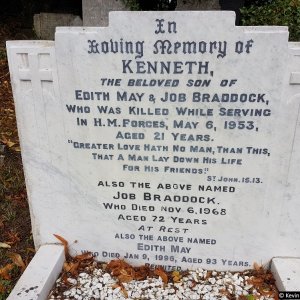 In
Loving Memory of
KENNETH,
THE BELOVED SON OF
EDITH MAY & JOB BRADDOCK,
WHO WAS KILLED WHILE SERVING
IN H.M. FORCES, MAY 6, 1953,
AGED 21 YEARS.
"GREATER LOVE HATH NO MAN, THAN THIS,
THAT A MAN LAY DOWN HIS LIFE
FOR HIS FRIENDS."
ST. JOHN. 15.13.
ALSO THE ABOVE NAMED
JOB BRADDOCK.
WHO DIED NOV 6, 1968
AGED 72 YEARS
AT REST
ALSO THE ABOVE NAMED
EDITH MAY
WHO DIED JAN 9, 1996, AGED 93 YEARS.
REUNITED
© Kevin